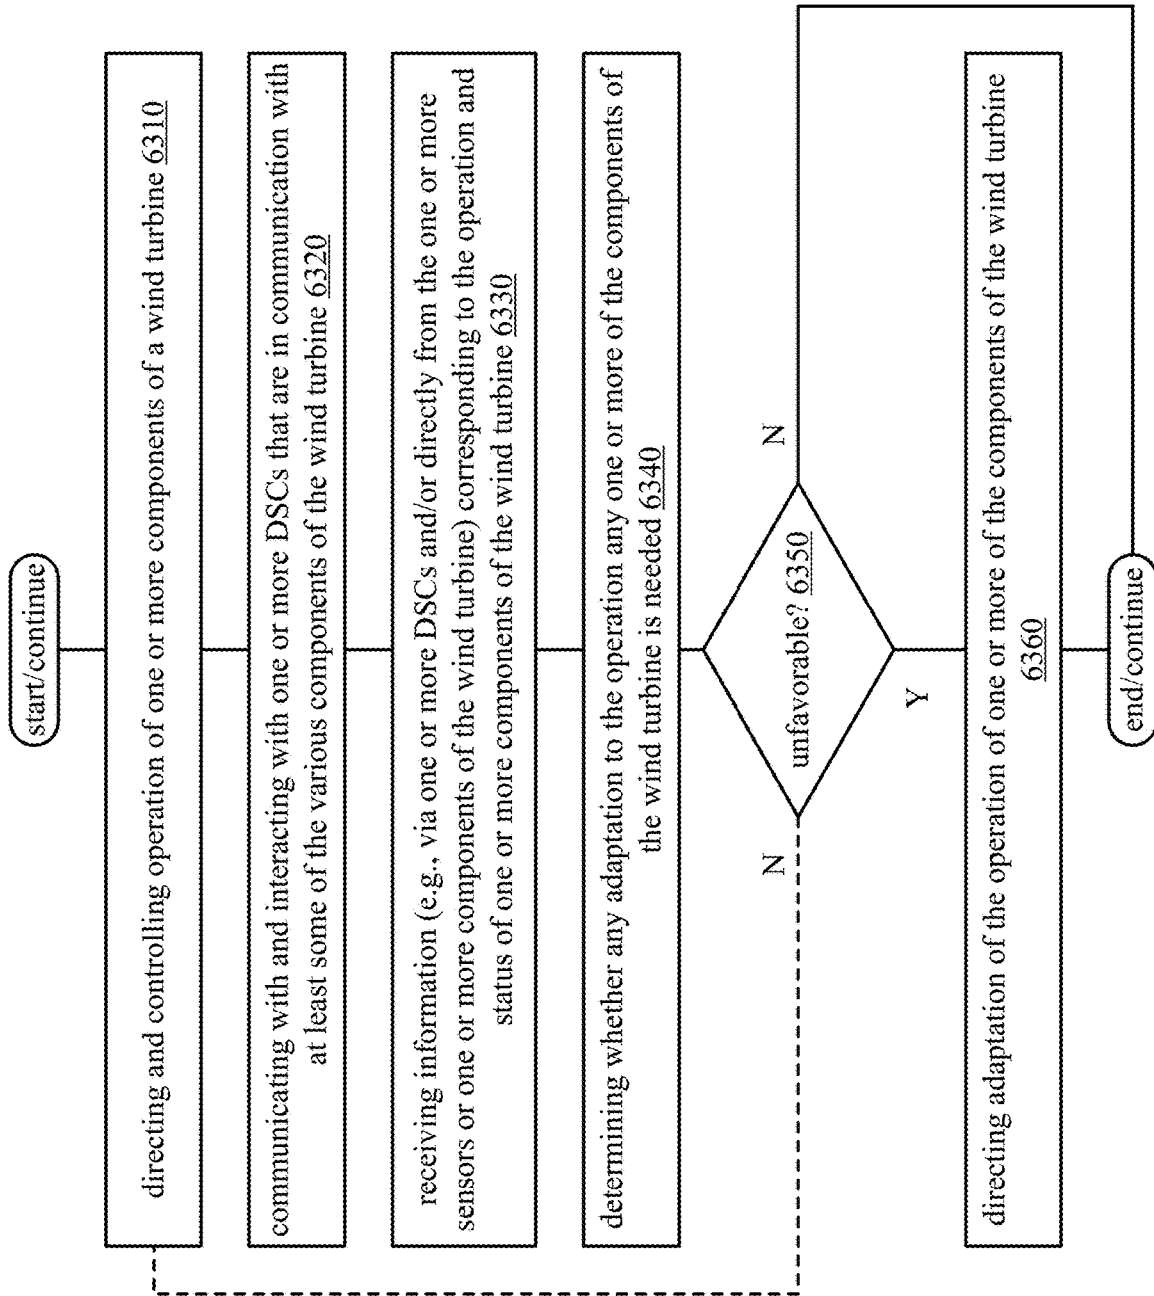 start/continue
directing and controlling operation of one or more components of a wind turbine 6310
communicating with and interacting with one or more DSCs that are in communication with
at least some of the various components of the wind turbine 6320
receiving information (e.g., via one or more DSCs and/or directly from the one or more
sensors or one or more components of the wind turbine) corresponding to the operation and
status of one or more components of the wind turbine 6330
determining whether any adaptation to the operation any one or more of the components of
the wind turbine is needed 6340
unfavorable? 6350
N
N
Y
directing adaptation of the operation of one or more of the components of the wind turbine
6360
end/continue